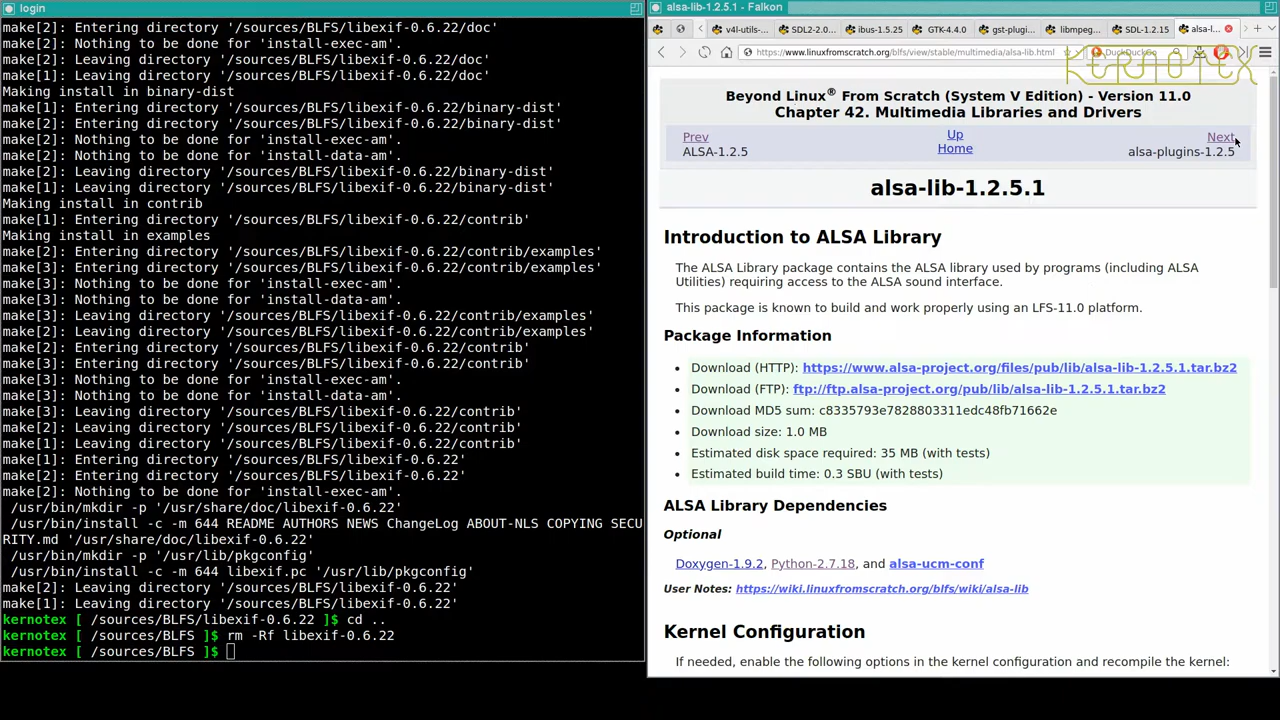 login
make[2]: Entering directory '/sources/BLFS/libexif-0.6.22/doc'
make[2]: Nothing to be done for 'install-exec-am'.
make[2]: Leaving directory '/sources/BLFS/libexif-0.6.22/doc'
make[1]: Leaving directory '/sources/BLFS/libexif-0.6.22/doc'
Making install in binary-dist
make[1]: Entering directory '/sources/BLFS/libexif-0.6.22/binary-dist'
make[2]: Entering directory '/sources/BLFS/libexif-0.6.22/binary-dist'
make[2]: Nothing to be done for 'install-exec-am'.
make[2]: Nothing to be done for 'install-data-am'.
make[2]: Leaving directory '/sources/BLFS/libexif-0.6.22/binary-dist'
make[1]: Leaving directory '/sources/BLFS/libexif-0.6.22/binary-dist'
Making install in contrib
make[1]: Entering directory '/sources/BLFS/libexif-0.6.22/contrib'
Making install in examples
make[2]: Entering directory '/sources/BLFS/libexif-0.6.22/contrib/examples'
make[3]: Entering directory '/sources/BLFS/libexif-0.6.22/contrib/examples'
make[3]: Nothing to be done for 'install-exec-am'.
make[3]: Nothing to be done for 'install-data-am'.
make[3]: Leaving directory '/sources/BLFS/libexif-0.6.22/contrib/examples'
make[2]: Leaving directory '/sources/BLFS/libexif-0.6.22/contrib/examples'
make[2]: Entering directory '/sources/BLFS/libexif-0.6.22/contrib'
make[3]: Entering directory '/sources/BLFS/libexif-0.6.22/contrib'
make[3]: Nothing to be done for 'install-exec-am'.
make[3]: Nothing to be done for 'install-data-am'.
make[3]: Leaving directory '/sources/BLFS/libexif-0.6.22/contrib'
make[2]: Leaving directory '/sources/BLFS/libexif-0.6.22/contrib'
make[1]: Leaving directory '/sources/BLFS/libexif-0.6.22/contrib'
make[1]: Entering directory '/sources/BLFS/libexif-0.6.22'
make[2]: Entering directory '/sources/BLFS/libexif-0.6.22'
make[2]: Nothing to be done for 'install-exec-am'.
/usr/bin/mkdir -p '/usr/share/doc/libexif-0.6.22'
/usr/bin/install -c -m 644 README AUTHORS NEWS ChangeLog ABOUT-NLS COPYING SECU
RITY.md '/usr/share/doc/libexif-0.6.22'
/usr/bin/mkdir -p '/usr/lib/pkgconfig'
/usr/bin/install -c -m 644 libexif.pc '/usr/lib/pkgconfig'
make[2]: Leaving directory '/sources/BLFS/libexif-0.6.22'
make[1]: Leaving directory '/sources/BLFS/libexif-0.6.22'
kernotex [ /sources/BLFS/libexif-0.6.22 ]$ cd ..
kernotex [ /sources/BLFS ]$ rm -Rf libexif-0.6.22
kernotex [ /sources/BLFS ]$
alsa-lib-1.2.5.1 - Falkon
v4l-utils-... SDL2-2.0... ibus-1.5.25 GTK-4.4.0 gst-plugi... libmpeg... SDL-1.2.15 alsa-l...
https://www.linuxfromscratch.org/blfs/view/stable/multimedia/alsa-lib.html DuckDuckGo
KERNOTEX
Beyond Linux® From Scratch (System V Edition) - Version 11.0
Chapter 42. Multimedia Libraries and Drivers
Prev Up Next
ALSA-1.2.5 Home alsa-plugins-1.2.5
alsa-lib-1.2.5.1
Introduction to ALSA Library
The ALSA Library package contains the ALSA library used by programs (including ALSA
Utilities) requiring access to the ALSA sound interface.
This package is known to build and work properly using an LFS-11.0 platform.
Package Information
Download (HTTP): https://www.alsa-project.org/files/pub/lib/alsa-lib-1.2.5.1.tar.bz2
Download (FTP): ftp://ftp.alsa-project.org/pub/lib/alsa-lib-1.2.5.1.tar.bz2
Download MD5 sum: c8335793e7828803311edc48fb71662e
Download size: 1.0 MB
Estimated disk space required: 35 MB (with tests)
Estimated build time: 0.3 SBU (with tests)
ALSA Library Dependencies
Optional
Doxygen-1.9.2, Python-2.7.18, and alsa-ucm-conf
User Notes: https://wiki.linuxfromscratch.org/blfs/wiki/alsa-lib
Kernel Configuration
If needed, enable the following options in the kernel configuration and recompile the kernel: